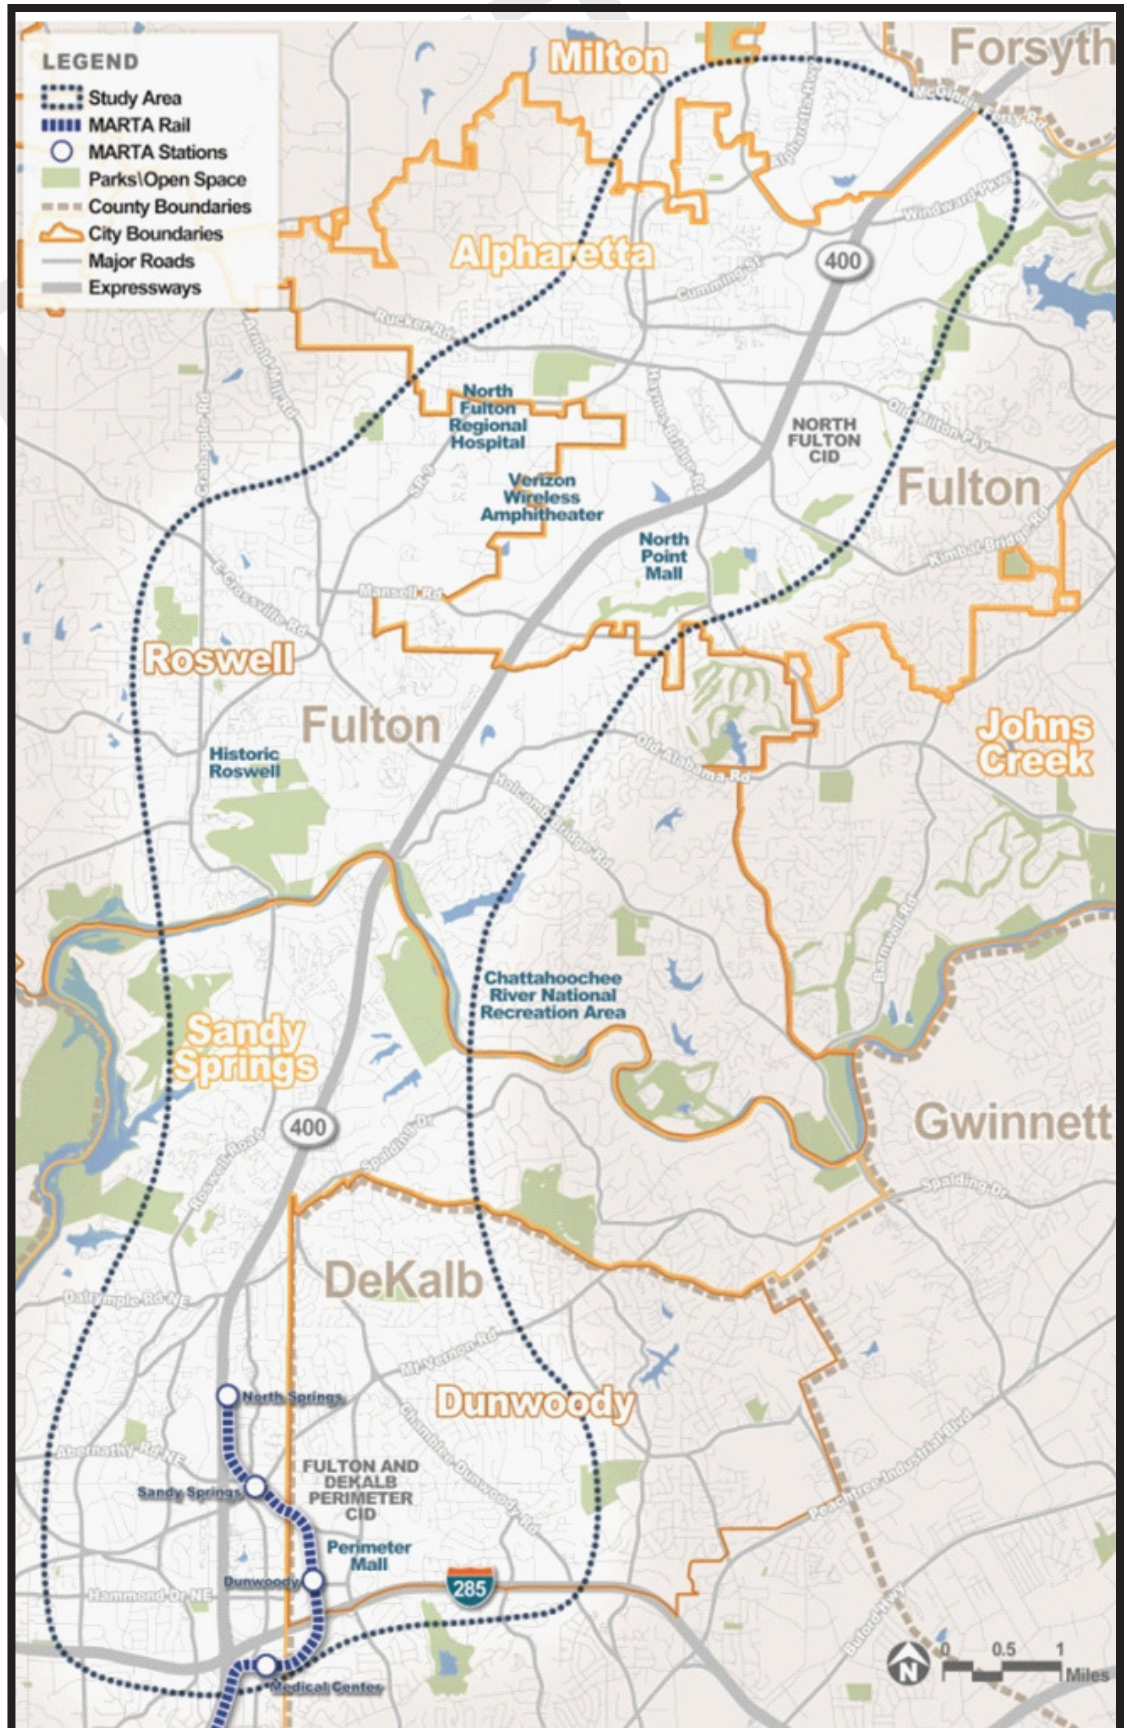 LEGEND
Study Area
MARTA Rail
MARTA Stations
Parks\Open Space
County Boundaries
City Boundaries
Major Roads
Expressways
Milton
Forsyth
McGinnis Ferry Rd
Alpharetta Hwy
Windward Pkwy
Alpharetta
400
Cumming St
Rucker Rd
Arnold Mill Rd
Crabapple Rd
Haynes Bridge Rd
Old Milton Pky
North
Fulton
Regional
Hospital
NORTH
FULTON
CID
SR-9
Fulton
Verizon
Wireless
Amphitheater
North
Point
Mall
Kimbal Bridge Rd
E Crossville Rd
Mansell Rd
Roswell
Fulton
Johns
Creek
Historic
Roswell
Old Alabama Rd
Holcomb Bridge Rd
Barnwell Rd
Chattahoochee
River National
Recreation Area
Sandy
Springs
400
Gwinnett
Spalding Dr
Roswell Road
Spalding Dr
DeKalb
Dalrymple Rd NE
Mt Vernon Rd
North Springs
Dunwoody
Chamblee-Dunwoody Rd
Abernathy Rd NE
FULTON AND
DEKALB
PERIMETER
CID
Sandy Springs
Peachtree Industrial Blvd
Perimeter
Mall
Dunwoody
285
Hammond Dr NE
Buford Hwy
Medical Center
N
0 0.5 1
Miles